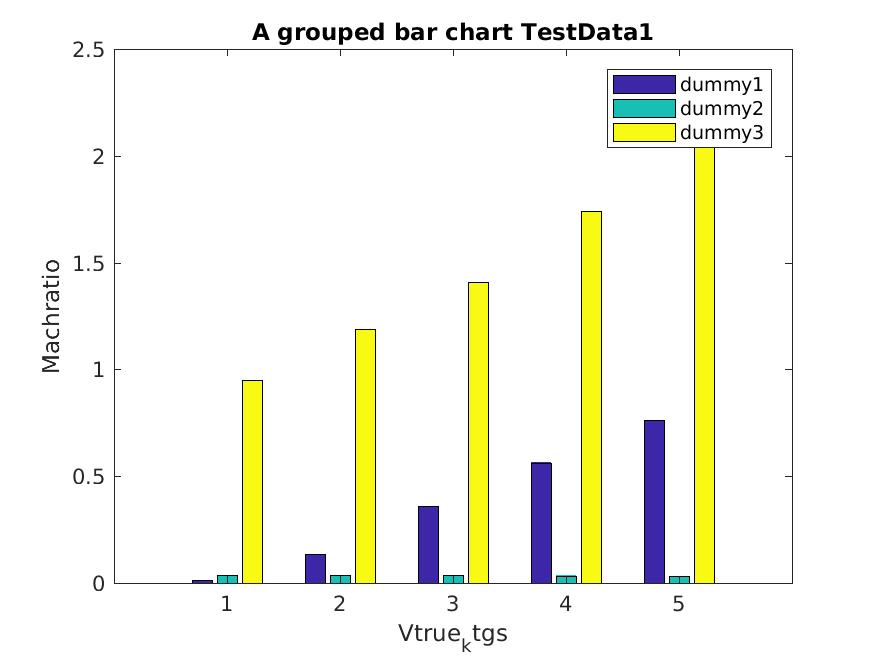 A grouped bar chart TestData1
2.5
dummy1
dummy2
dummy3
2
1.5
1
0.5
0
Machratio
1 2 3 4 5
Vtrue_ktgs